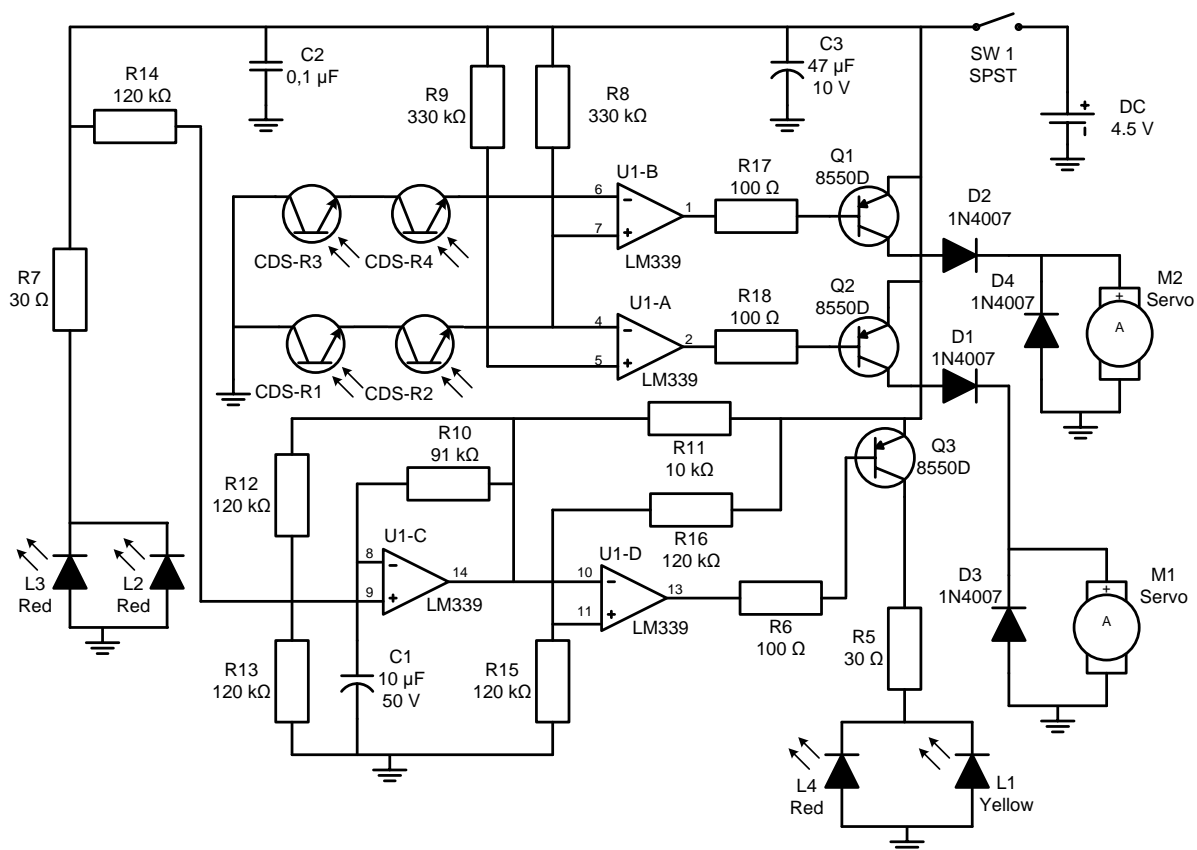 C2
0,1 µF
C3
47 µF
10 V
SW 1
SPST
R14
120 kΩ
R9
330 kΩ
R8
330 kΩ
DC
4.5 V
+
U1-B
6
-
7
+
1
LM339
R17
100 Ω
Q1
8550D
D2
1N4007
CDS-R3
CDS-R4
R7
30 Ω
U1-A
4
-
5
+
2
LM339
R18
100 Ω
Q2
8550D
D4
1N4007
M2
Servo
+
A
D1
1N4007
CDS-R1
CDS-R2
R10
91 kΩ
R11
10 kΩ
Q3
8550D
R12
120 kΩ
R16
120 kΩ
U1-C
8
-
9
+
14
LM339
U1-D
10
-
11
+
13
LM339
L3
Red
L2
Red
R6
100 Ω
D3
1N4007
M1
Servo
+
A
R13
120 kΩ
C1
10 µF
50 V
R15
120 kΩ
R5
30 Ω
L4
Red
L1
Yellow